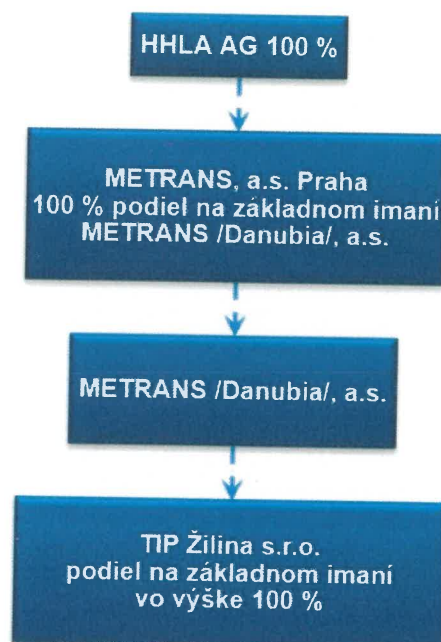 HHLA AG 100 %
METRANS, a.s. Praha
100 % podiel na základnom imaní
METRANS /Danubia/, a.s.
METRANS /Danubia/, a.s.
TIP Žilina s.r.o.
podiel na základnom imaní
vo výške 100 %